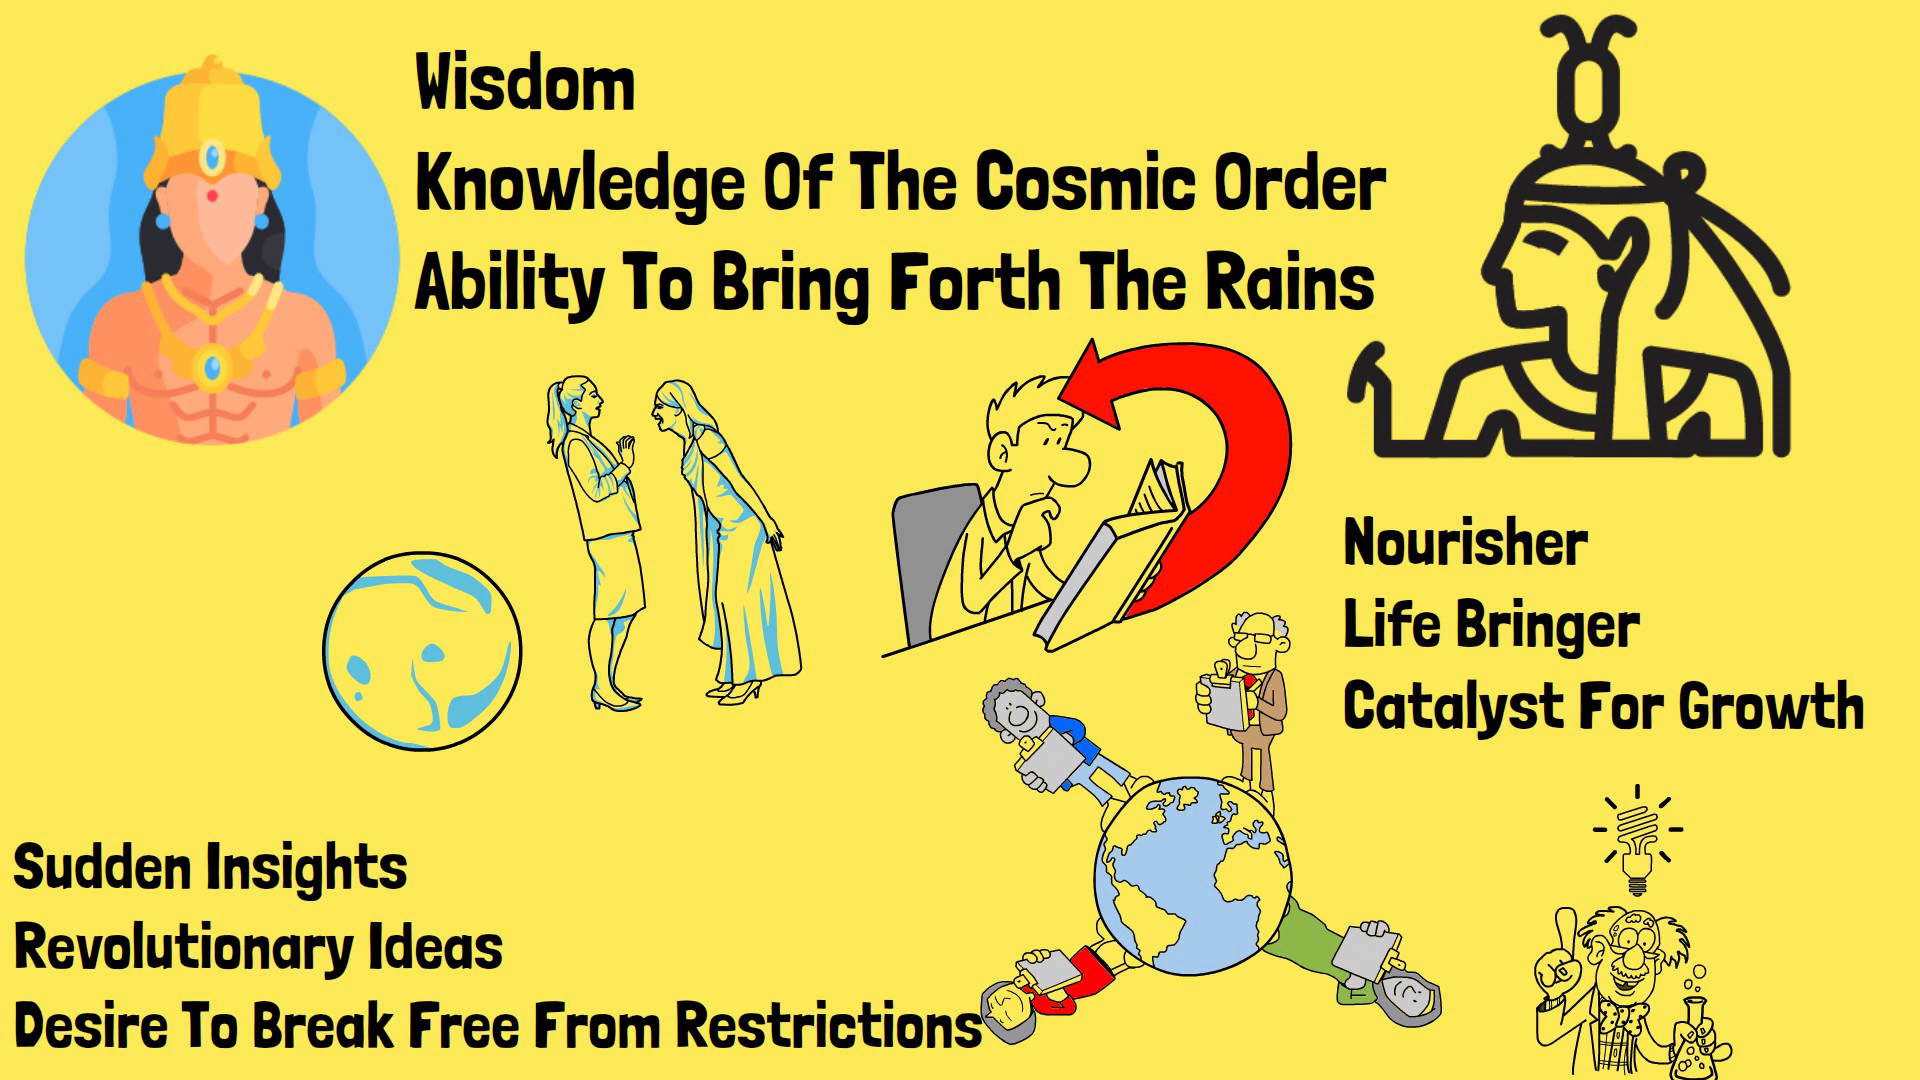 Wisdom
Knowledge Of The Cosmic Order
Ability To Bring Forth The Rains
Nourisher
Life Bringer
Catalyst For Growth
Sudden Insights
Revolutionary Ideas
Desire To Break Free From Restrictions